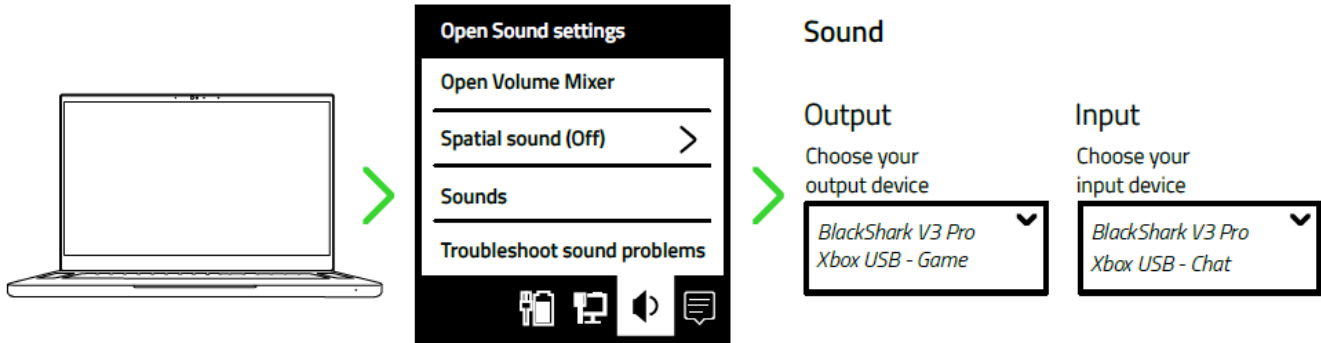 Open Sound settings
Open Volume Mixer
Spatial sound (Off)
Sounds
Troubleshoot sound problems
Sound
Output
Choose your
output device
BlackShark V3 Pro
Xbox USB - Game
Input
Choose your
input device
BlackShark V3 Pro
Xbox USB - Chat